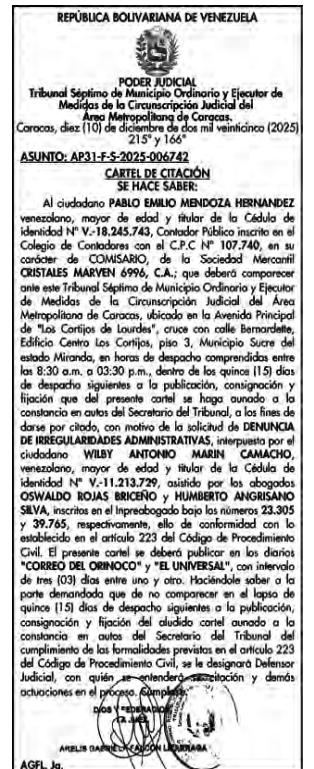 REPÚBLICA BOLIVARIANA DE VENEZUELA
PODER JUDICIAL
Tribunal Séptimo de Municipio Ordinario y Ejecutor de
Medidas de la Circunscripción Judicial del
Área Metropolitana de Caracas.
Caracas, diez (10) de diciembre de dos mil veinticinco (2025)
215° y 166°
ASUNTO: AP31-F-S-2025-006742
CARTEL DE CITACIÓN
SE HACE SABER:
Al ciudadano PABLO EMILIO MENDOZA HERNANDEZ
venezolano, mayor de edad y titular de la Cédula de
identidad N° V.-18.245.743, Contador Público inscrito en el
Colegio de Contadores con el C.P.C N° 107.740, en su
carácter de COMISARIO, de la Sociedad Mercantil
CRISTALES MARVEN 6996, C.A.; que deberá comparecer
ante este Tribunal Séptimo de Municipio Ordinario y Ejecutor
de Medidas de la Circunscripción Judicial del Área
Metropolitana de Caracas, ubicado en la Avenida Principal
de "Los Cortijos de Lourdes", cruce con calle Bernardette,
Edificio Centro Los Cortijos, piso 3, Municipio Sucre del
estado Miranda, en horas de despacho comprendidas entre
las 8:30 a.m. a 03:30 p.m., dentro de los quince (15) días
de despacho siguientes a la publicación, consignación y
fijación que del presente cartel se haga aunado a la
constancia en autos del Secretario del Tribunal, a los fines de
darse por citado, con motivo de la solicitud de DENUNCIA
DE IRREGULARIDADES ADMINISTRATIVAS, interpuesta por el
ciudadano WILBY ANTONIO MARIN CAMACHO,
venezolano, mayor de edad y titular de la Cédula de
identidad N° V.-11.213.729, asistido por los abogados
OSWALDO ROJAS BRICEÑO y HUMBERTO ANGRISANO
SILVA, inscritos en el Inpreabogado bajo los números 23.305
y 39.765, respectivamente, ello de conformidad con lo
establecido en el artículo 223 del Código de Procedimiento
Civil. El presente cartel se deberá publicar en los diarios
"CORREO DEL ORINOCO" y "EL UNIVERSAL", con intervalo
de tres (03) días entre uno y otro. Haciéndole saber a la
parte demandada que de no comparecer en el lapso de
quince (15) días de despacho siguientes a la publicación,
consignación y fijación del aludido cartel aunado a la
constancia en autos del Secretario del Tribunal del
cumplimiento de las formalidades previstas en el artículo 223
del Código de Procedimiento Civil, se le designará Defensor
Judicial, con quién se entenderá su citación y demás
actuaciones en el proceso. Cúmplase.
DIOS Y FEDERACIÓN
LA JUEZ,
ARELIS
AGFL. Ja.